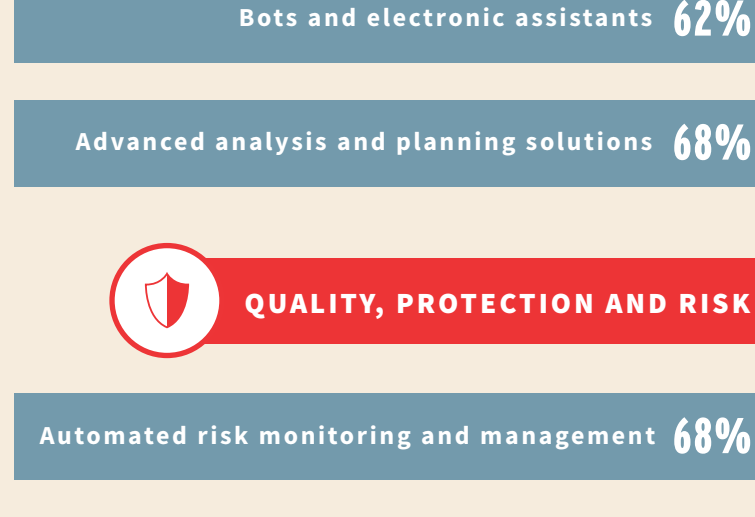 Bots and electronic assistants 62%
Advanced analysis and planning solutions 68%
QUALITY, PROTECTION AND RISK
Automated risk monitoring and management 68%